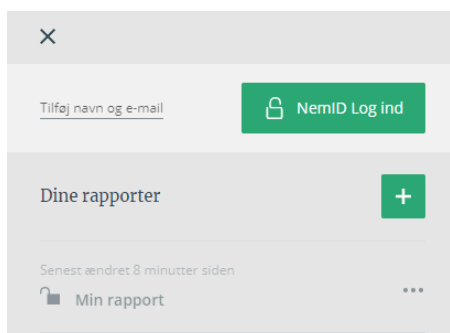 Tilføj navn og e-mail
NemID Log ind
Dine rapporter
Senest ændret 8 minutter siden
Min rapport